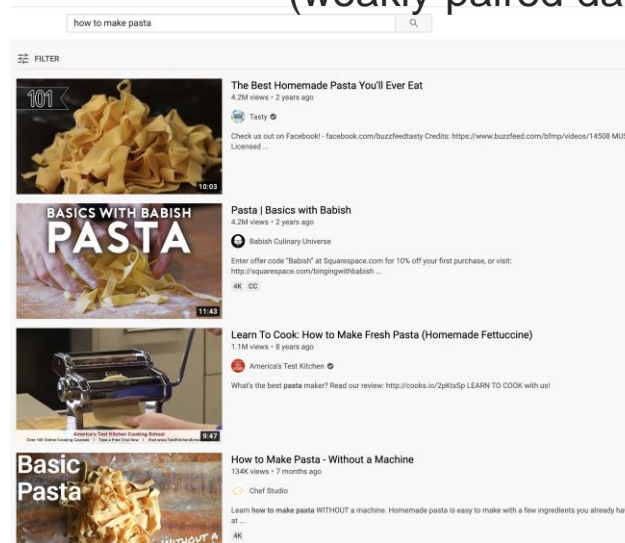 (weakly-paired da
how to make pasta
FILTER
101
10:03
The Best Homemade Pasta You'll Ever Eat
4.2M views • 2 years ago
Tasty
Check us out on Facebook! - facebook.com/buzzfeedtasty Credits: https://www.buzzfeed.com/bfmp/videos/14508 MUS
Licensed ...
BASICS WITH BABISH
PASTA
11:43
Pasta | Basics with Babish
4.2M views • 2 years ago
Babish Culinary Universe
Enter offer code "Babish" at Squarespace.com for 10% off your first purchase, or visit:
http://squarespace.com/bingingwithbabish ...
4K CC
America's Test Kitchen Cooking School
9:47
Learn To Cook: How to Make Fresh Pasta (Homemade Fettuccine)
1.1M views • 8 years ago
America's Test Kitchen
What's the best pasta maker? Read our review: http://cooks.io/2pKtxSp LEARN TO COOK with us!
Basic
Pasta
WITHOUT A
How to Make Pasta - Without a Machine
134K views • 7 months ago
Chef Studio
Learn how to make pasta WITHOUT a machine. Homemade pasta is easy to make with a few ingredients you already ha
at ...
4K